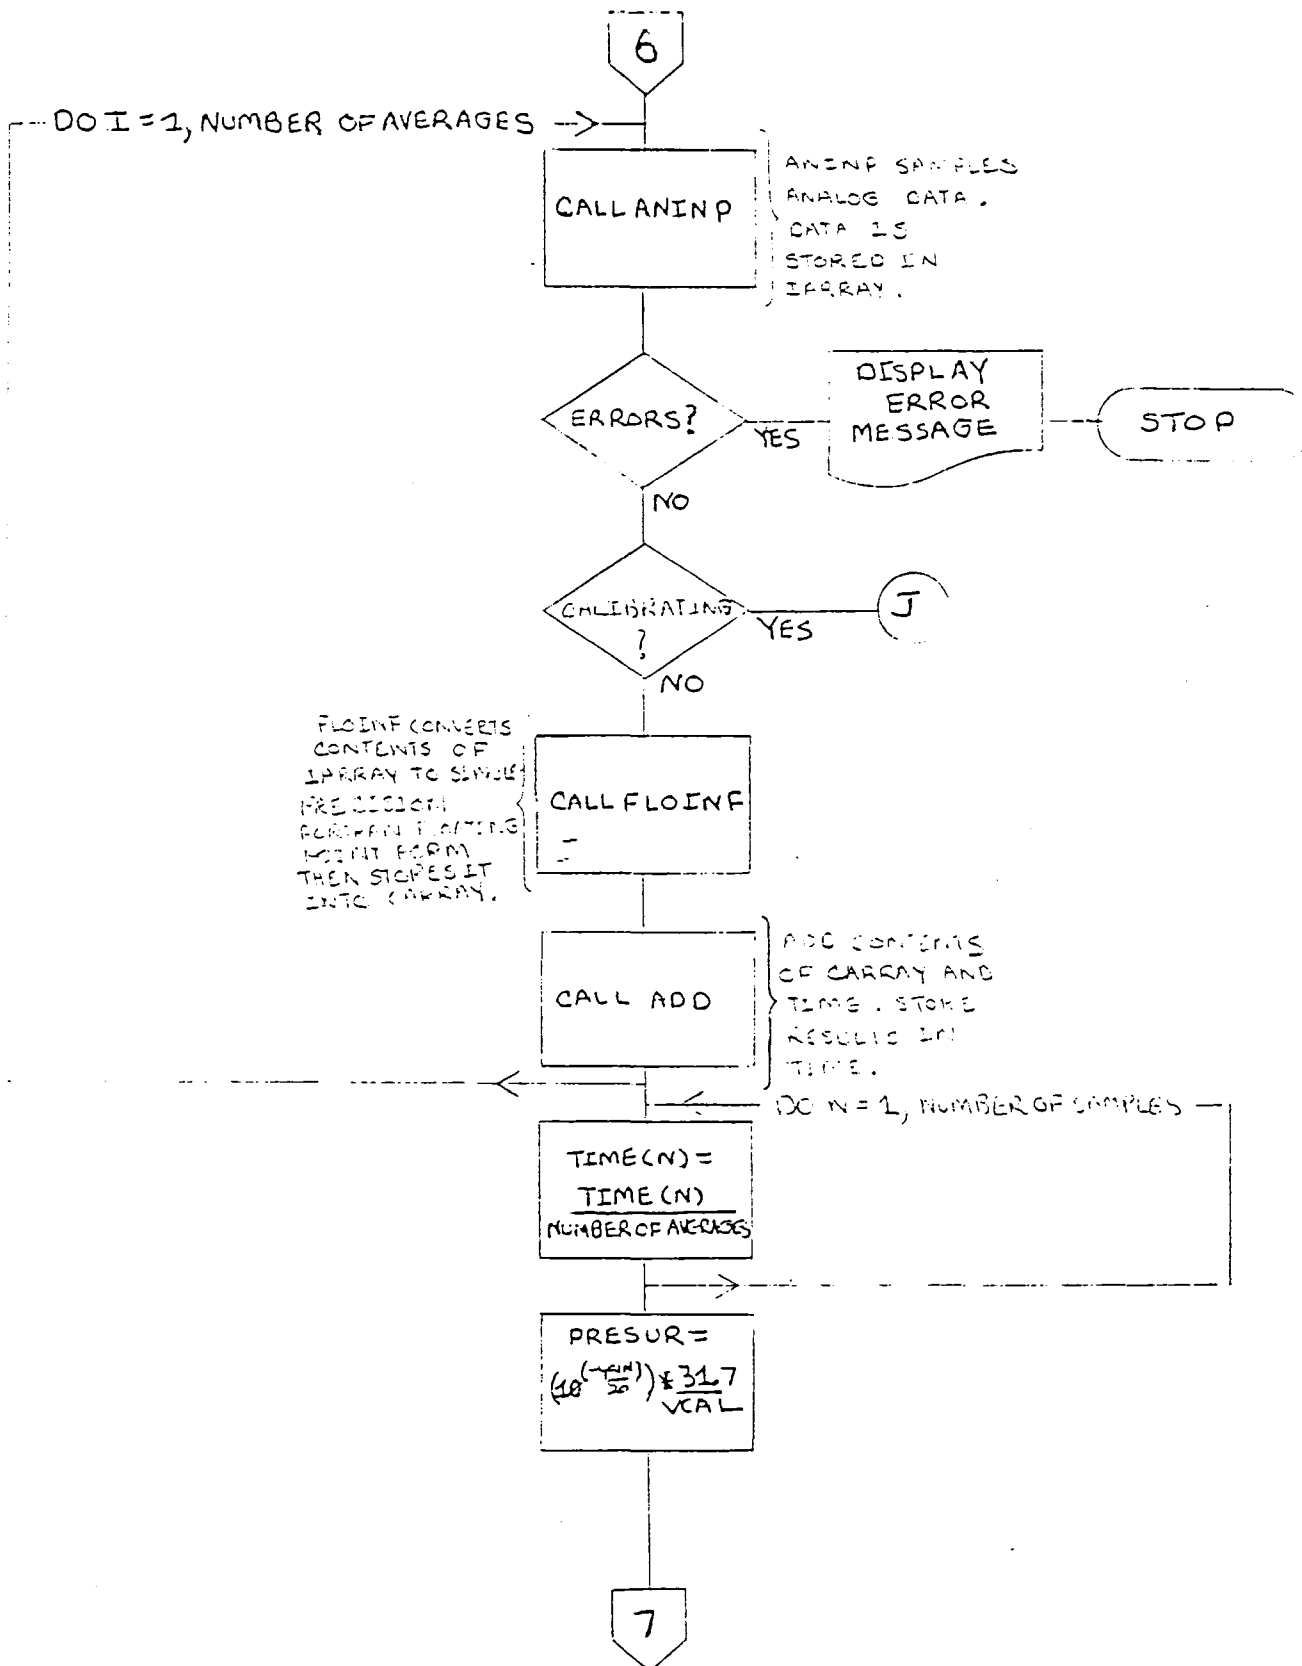 6
DO I = 1, NUMBER OF AVERAGES
CALL ANINP
ANINP SAMPLES
ANALOG DATA.
DATA IS
STORED IN
IARRAY.
ERRORS?
YES
DISPLAY
ERROR
MESSAGE
STOP
NO
CALIBRATING
?
YES
J
NO
FLOINF CONVERTS
CONTENTS OF
IARRAY TO SINGLE
PRECISION
FORTRAN FLOATING
POINT FORM
THEN STORES IT
INTO CARRAY.
CALL FLOINF
CALL ADD
ADD CONTENTS
OF CARRAY AND
TIME. STORE
RESULTS IN
TIME.
DO N = 1, NUMBER OF SAMPLES
TIME(N) =
TIME(N)
NUMBER OF AVERAGES
PRESUR =
(10^(-GAIN/20)) * 31.7
VCAL
7